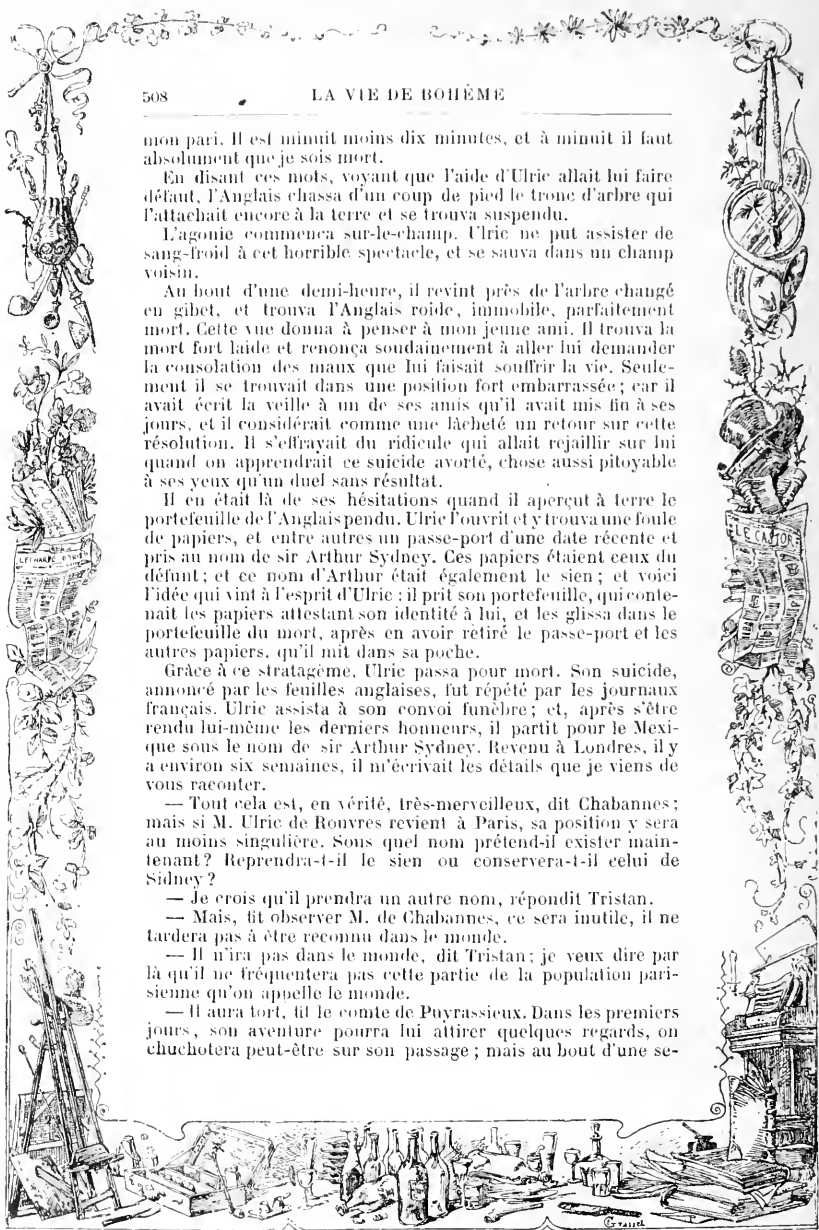 508
LA VIE DE BOHÈME
mon pari. Il est minuit moins dix minutes, et à minuit il faut
absolument que je sois mort.
En disant ces mots, voyant que l'aide d'Ulric allait lui faire
défaut, l'Anglais chassa d'un coup de pied le tronc d'arbre qui
l'attachait encore à la terre et se trouva suspendu.
L'agonie commença sur-le-champ. Ulric ne put assister de
sang-froid à cet horrible spectacle, et se sauva dans un champ
voisin.
Au bout d'une demi-heure, il revint près de l'arbre changé
en gibet, et trouva l'Anglais roide, immobile, parfaitement
mort. Cette vue donna à penser à mon jeune ami. Il trouva la
mort fort laide et renonça soudainement à aller lui demander
la consolation des maux que lui faisait souffrir la vie. Seule-
ment il se trouvait dans une position fort embarrassée ; car il
avait écrit la veille à un de ses amis qu'il avait mis fin à ses
jours, et il considérait comme une lâcheté un retour sur cette
résolution. Il s'effrayait du ridicule qui allait rejaillir sur lui
quand on apprendrait ce suicide avorté, chose aussi pitoyable
à ses yeux qu'un duel sans résultat.
Il en était là de ses hésitations quand il aperçut à terre le
portefeuille de l'Anglais pendu. Ulric l'ouvrit et y trouva une foule
de papiers, et entre autres un passe-port d'une date récente et
pris au nom de sir Arthur Sydney. Ces papiers étaient ceux du
défunt ; et ce nom d'Arthur était également le sien ; et voici
l'idée qui vint à l'esprit d'Ulric : il prit son portefeuille, qui conte-
nait les papiers attestant son identité à lui, et les glissa dans le
portefeuille du mort, après en avoir retiré le passe-port et les
autres papiers, qu'il mit dans sa poche.
Grâce à ce stratagème, Ulric passa pour mort. Son suicide,
annoncé par les feuilles anglaises, fut répété par les journaux
français. Ulric assista à son convoi funèbre ; et, après s'être
rendu lui-même les derniers honneurs, il partit pour le Mexi-
que sous le nom de sir Arthur Sydney. Revenu à Londres, il y
a environ six semaines, il m'écrivait les détails que je viens de
vous raconter.
— Tout cela est, en vérité, très-merveilleux, dit Chabannes ;
mais si M. Ulric de Rouvres revient à Paris, sa position y sera
au moins singulière. Sous quel nom prétend-il exister main-
tenant ? Reprendra-t-il le sien ou conservera-t-il celui de
Sidney ?
— Je crois qu'il prendra un autre nom, répondit Tristan.
— Mais, fit observer M. de Chabannes, ce sera inutile, il ne
tardera pas à être reconnu dans le monde.
— Il n'ira pas dans le monde, dit Tristan ; je veux dire par
là qu'il ne fréquentera pas cette partie de la population pari-
sienne qu'on appelle le monde.
— Il aura tort, fit le comte de Puyrassieux. Dans les premiers
jours, son aventure pourra lui attirer quelques regards, on
chuchotera peut-être sur son passage ; mais au bout d'une se-
LE CASTOR
Grasset